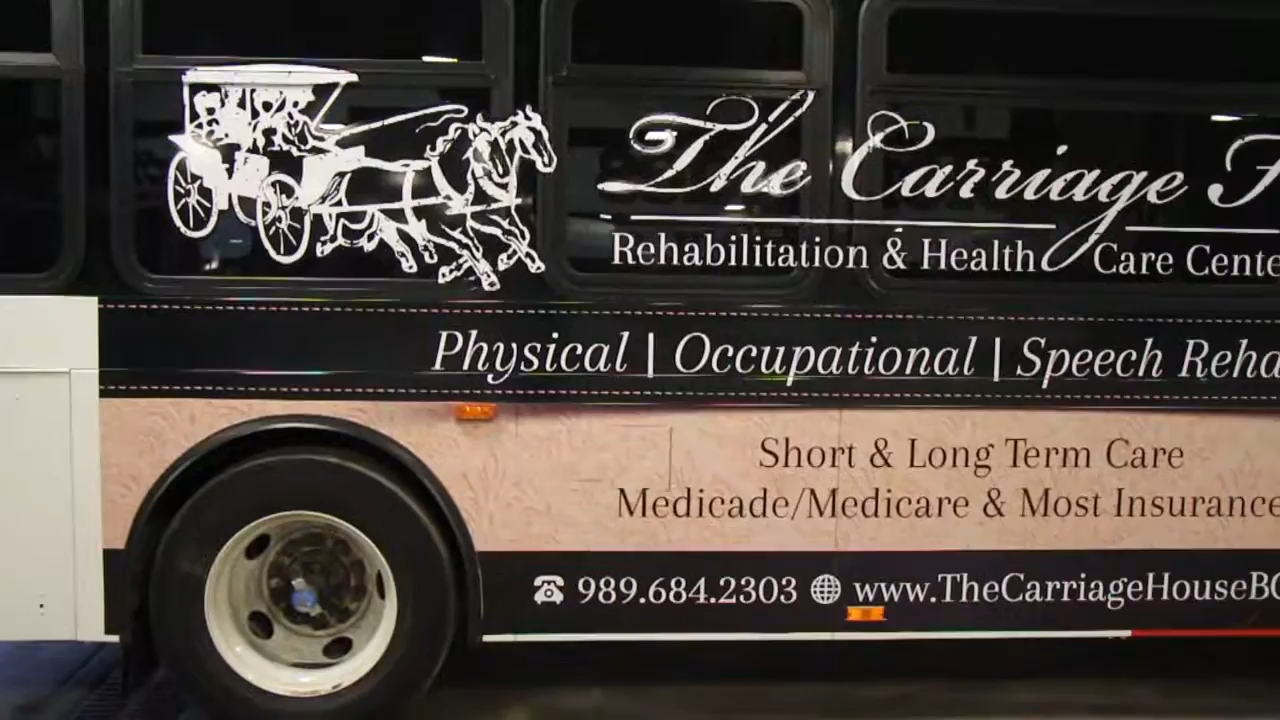 The Carriage
Rehabilitation & Health Care Cente
Physical | Occupational | Speech Reha
Short & Long Term Care
Medicade/Medicare & Most Insurance
989.684.2303 www.TheCarriageHouseBC